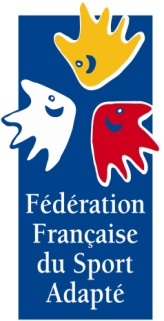 Fédération
Française
du Sport
Adapté